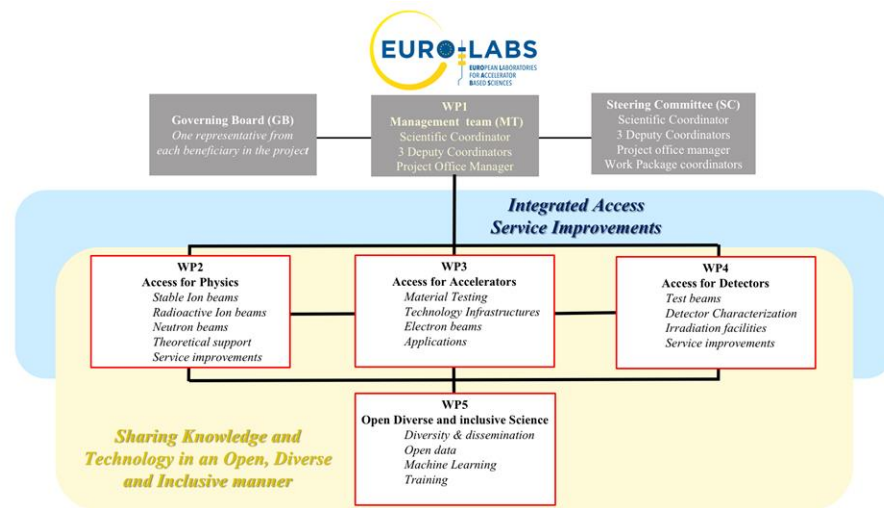 EURO-LABS
EUROPEAN LABORATORIES
FOR ACCELERATOR
BASED SCIENCES
Governing Board (GB)
One representative from
each beneficiary in the project
WP1
Management team (MT)
Scientific Coordinator
3 Deputy Coordinators
Project Office Manager
Steering Committee (SC)
Scientific Coordinator
3 Deputy Coordinators
Project office manager
Work Package coordinators
Integrated Access
Service Improvements
WP2
Access for Physics
Stable Ion beams
Radioactive Ion beams
Neutron beams
Theoretical support
Service improvements
WP3
Access for Accelerators
Material Testing
Technology Infrastructures
Electron beams
Applications
WP4
Access for Detectors
Test beams
Detector Characterization
Irradiation facilities
Service improvements
WP5
Open Diverse and inclusive Science
Diversity & dissemination
Open data
Machine Learning
Training
Sharing Knowledge and
Technology in an Open, Diverse
and Inclusive manner